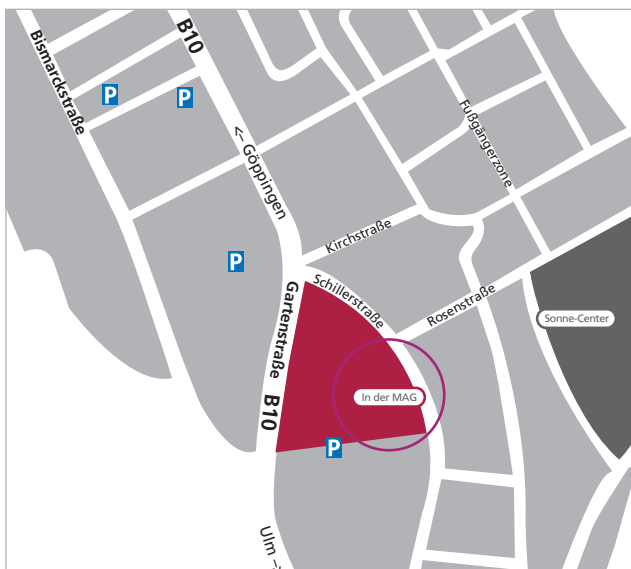 B10
Bismarckstraße
P
P
<-- Göppingen
Fußgängerzone
Kirchstraße
P
Schillerstraße
Gartenstraße B10
Rosenstraße
Sonne-Center
In der MAG
P
Ulm -->